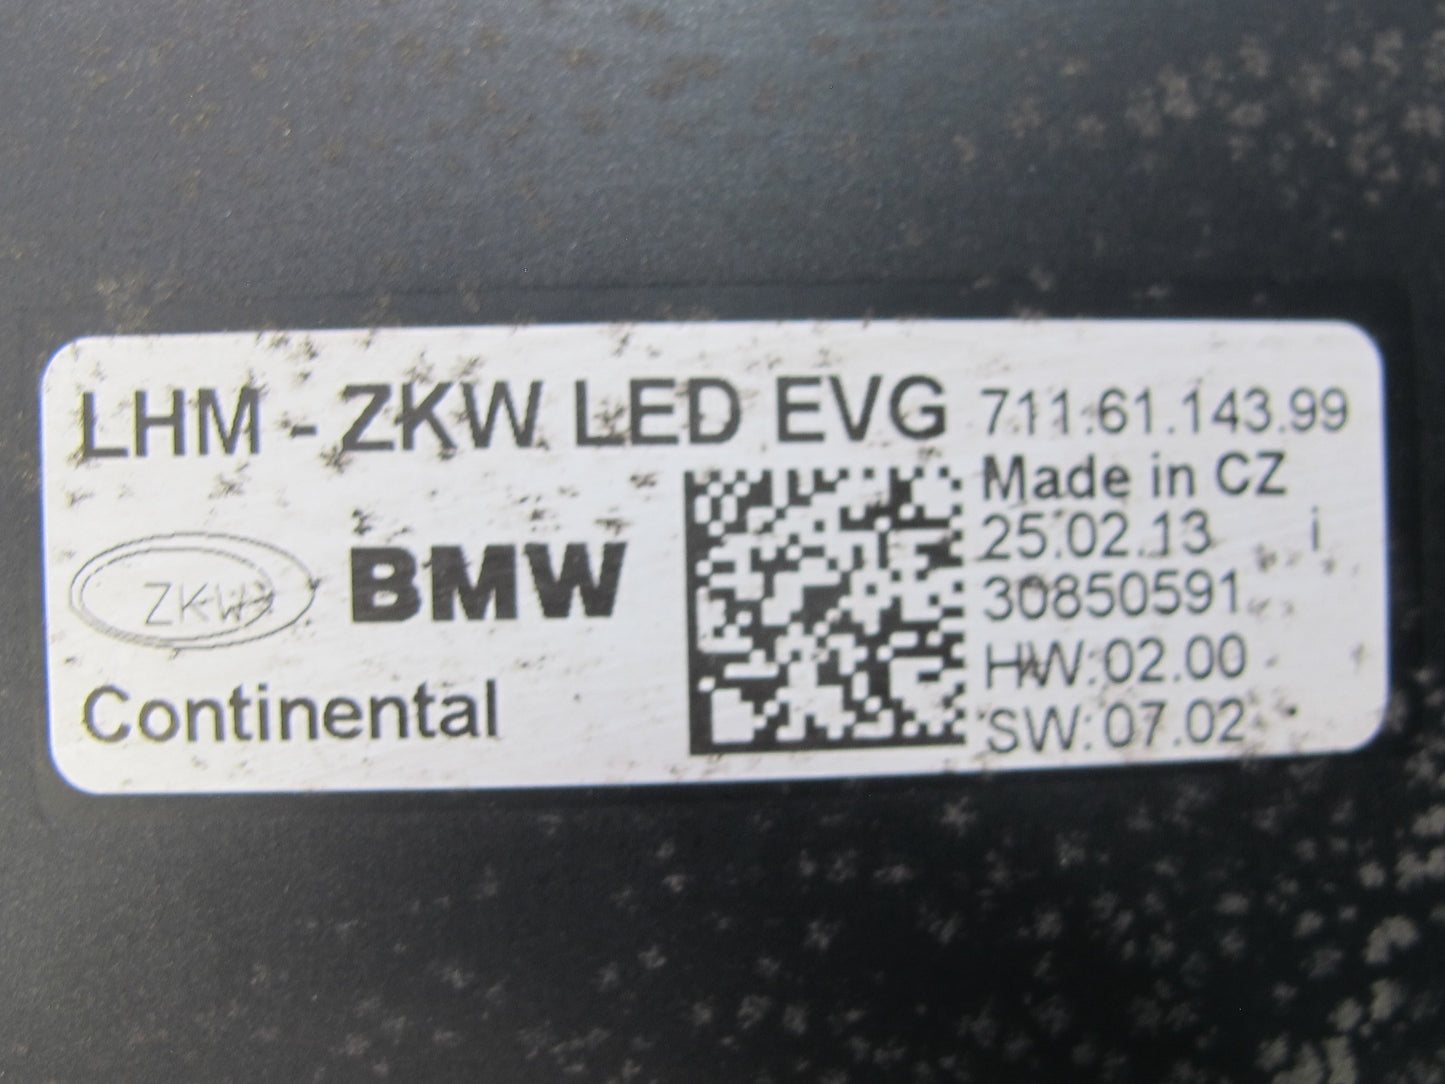 LHM - ZKW LED EVG 711.61.143.99
Made in CZ
25.02.13 i
ZKW BMW 30850591
HW:02.00
Continental SW:07.02